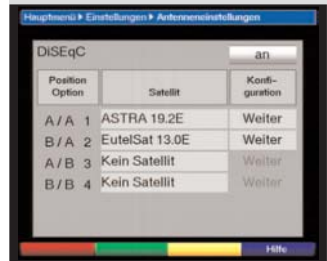 Hauptmenü ▶ Einstellungen ▶ Antenneneinstellungen
DiSEqC an
Position Option Satellit Konfi-guration
A/A 1 ASTRA 19.2E Weiter
B/A 2 EutelSat 13.0E Weiter
A/B 3 Kein Satellit Weiter
B/B 4 Kein Satellit Weiter
Hilfe